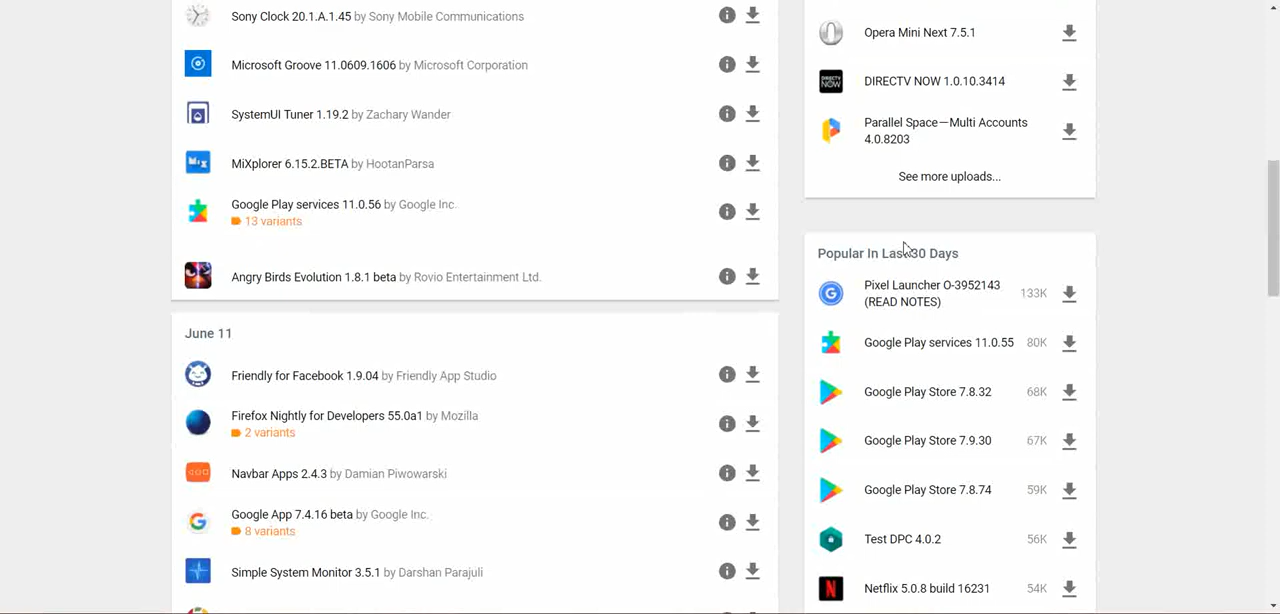 Sony Clock 20.1.A.1.45 by Sony Mobile Communications
Microsoft Groove 11.0609.1606 by Microsoft Corporation
SystemUI Tuner 1.19.2 by Zachary Wander
MiXplorer 6.15.2.BETA by HootanParsa
Google Play services 11.0.56 by Google Inc.
13 variants
Angry Birds Evolution 1.8.1 beta by Rovio Entertainment Ltd.
June 11
Friendly for Facebook 1.9.04 by Friendly App Studio
Firefox Nightly for Developers 55.0a1 by Mozilla
2 variants
Navbar Apps 2.4.3 by Damian Piwowarski
Google App 7.4.16 beta by Google Inc.
8 variants
Simple System Monitor 3.5.1 by Darshan Parajuli
Opera Mini Next 7.5.1
DIRECTV NOW
DIRECTV NOW 1.0.10.3414
Parallel Space—Multi Accounts
4.0.8203
See more uploads...
Popular In Last 30 Days
Pixel Launcher O-3952143
(READ NOTES) 133K
Google Play services 11.0.55 80K
Google Play Store 7.8.32 68K
Google Play Store 7.9.30 67K
Google Play Store 7.8.74 59K
Test DPC 4.0.2 56K
Netflix 5.0.8 build 16231 54K